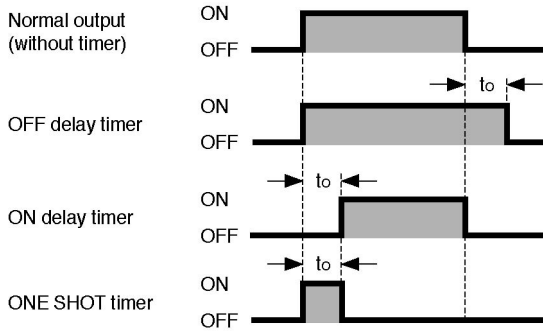 Normal output
(without timer)
ON
OFF
to
OFF delay timer
ON
OFF
to
ON delay timer
ON
OFF
to
ONE SHOT timer
ON
OFF